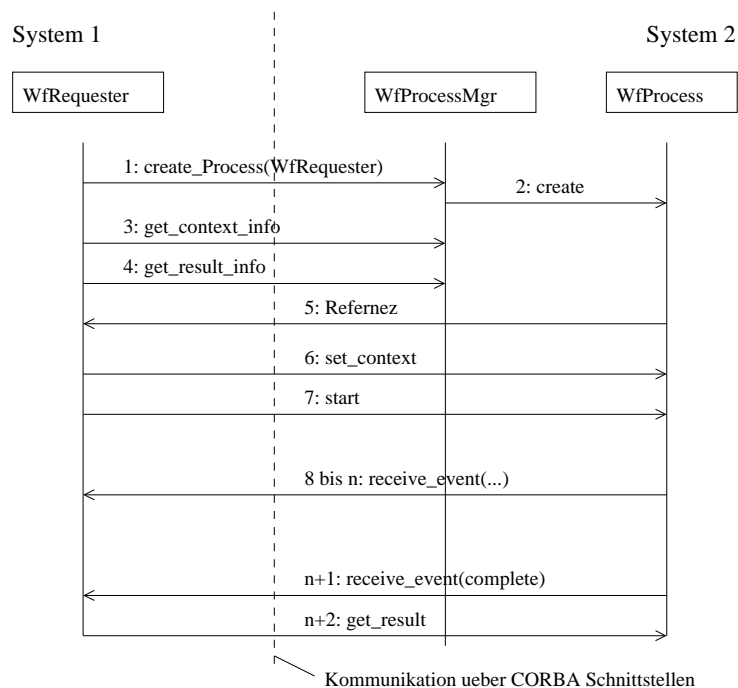 System 1
System 2
WfRequester
WfProcessMgr
WfProcess
1: create_Process(WfRequester)
2: create
3: get_context_info
4: get_result_info
5: Refernez
6: set_context
7: start
8 bis n: receive_event(...)
n+1: receive_event(complete)
n+2: get_result
Kommunikation ueber CORBA Schnittstellen